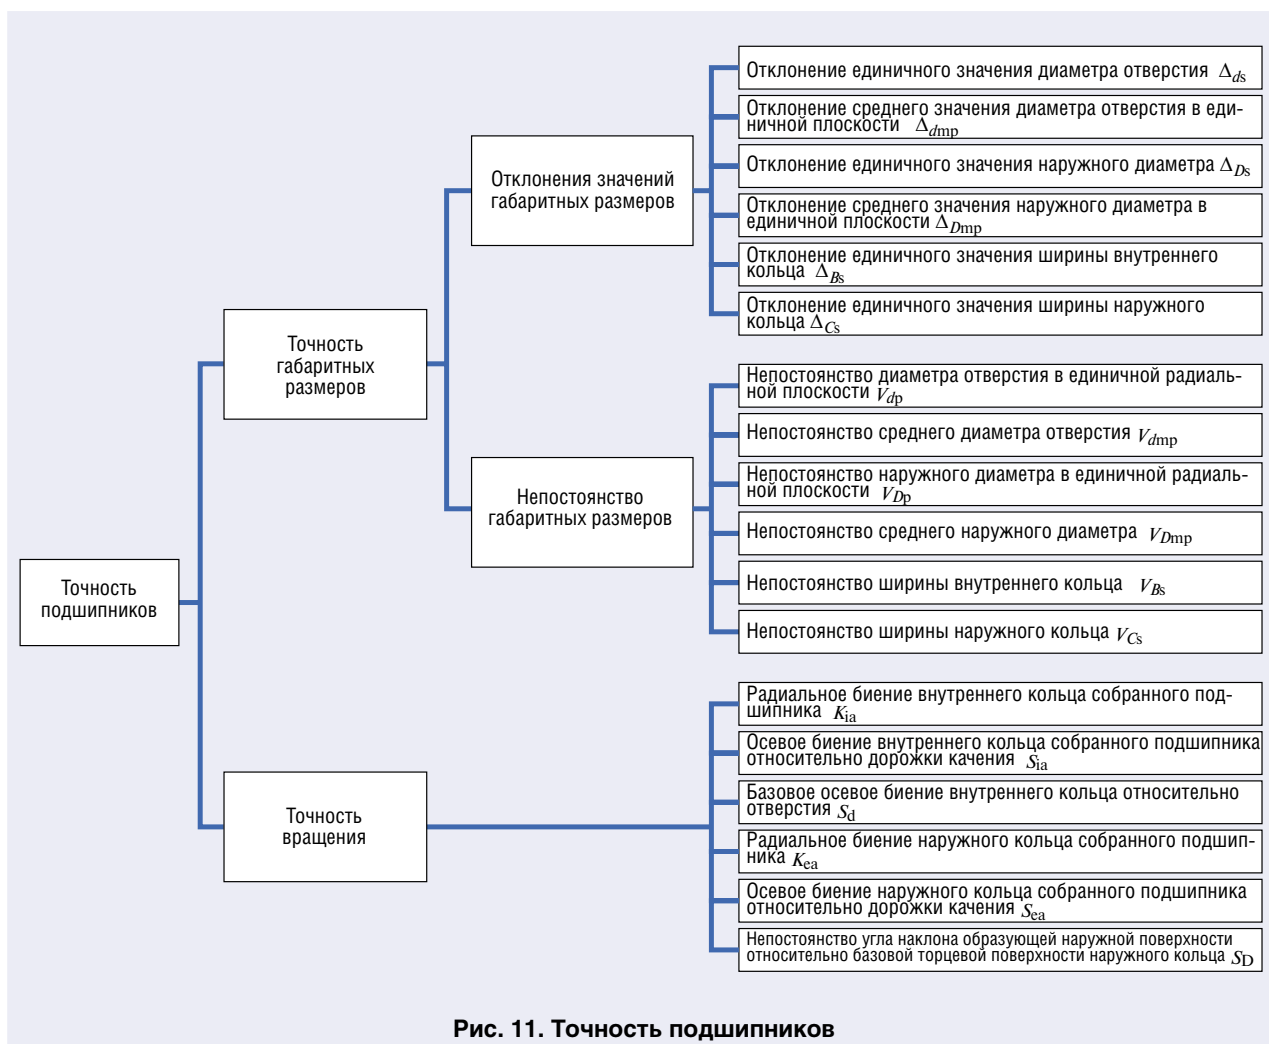 Отклонение единичного значения диаметра отверстия Δds
Отклонение среднего значения диаметра отверстия в еди-
ничной плоскости Δdmp
Отклонения значений
габаритных размеров
Отклонение единичного значения наружного диаметра ΔDs
Отклонение среднего значения наружного диаметра в
единичной плоскости ΔDmp
Отклонение единичного значения ширины внутреннего
кольца ΔBs
Отклонение единичного значения ширины наружного
кольца ΔCs
Точность
габаритных
размеров
Непостоянство диаметра отверстия в единичной радиаль-
ной плоскости Vdp
Непостоянство среднего диаметра отверстия Vdmp
Непостоянство
габаритных размеров
Непостоянство наружного диаметра в единичной радиаль-
ной плоскости VDp
Непостоянство среднего наружного диаметра VDmp
Непостоянство ширины внутреннего кольца VBs
Непостоянство ширины наружного кольца VCs
Точность
подшипников
Радиальное биение внутреннего кольца собранного под-
шипника Kia
Осевое биение внутреннего кольца собранного подшипника
относительно дорожки качения Sia
Точность
вращения
Базовое осевое биение внутреннего кольца относительно
отверстия Sd
Радиальное биение наружного кольца собранного подшип-
ника Kea
Осевое биение наружного кольца собранного подшипника
относительно дорожки качения Sea
Непостоянство угла наклона образующей наружной поверхности
относительно базовой торцевой поверхности наружного кольца SD
Рис. 11. Точность подшипников